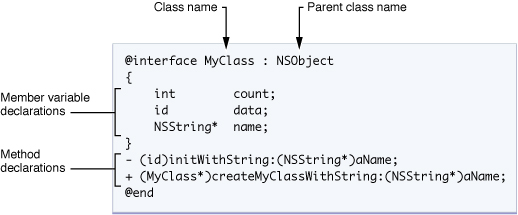 Class name
Parent class name
@interface MyClass : NSObject
{
int count;
id data;
NSString* name;
}
- (id)initWithString:(NSString*)aName;
+ (MyClass*)createMyClassWithString:(NSString*)aName;
@end
Member variable
declarations
Method
declarations